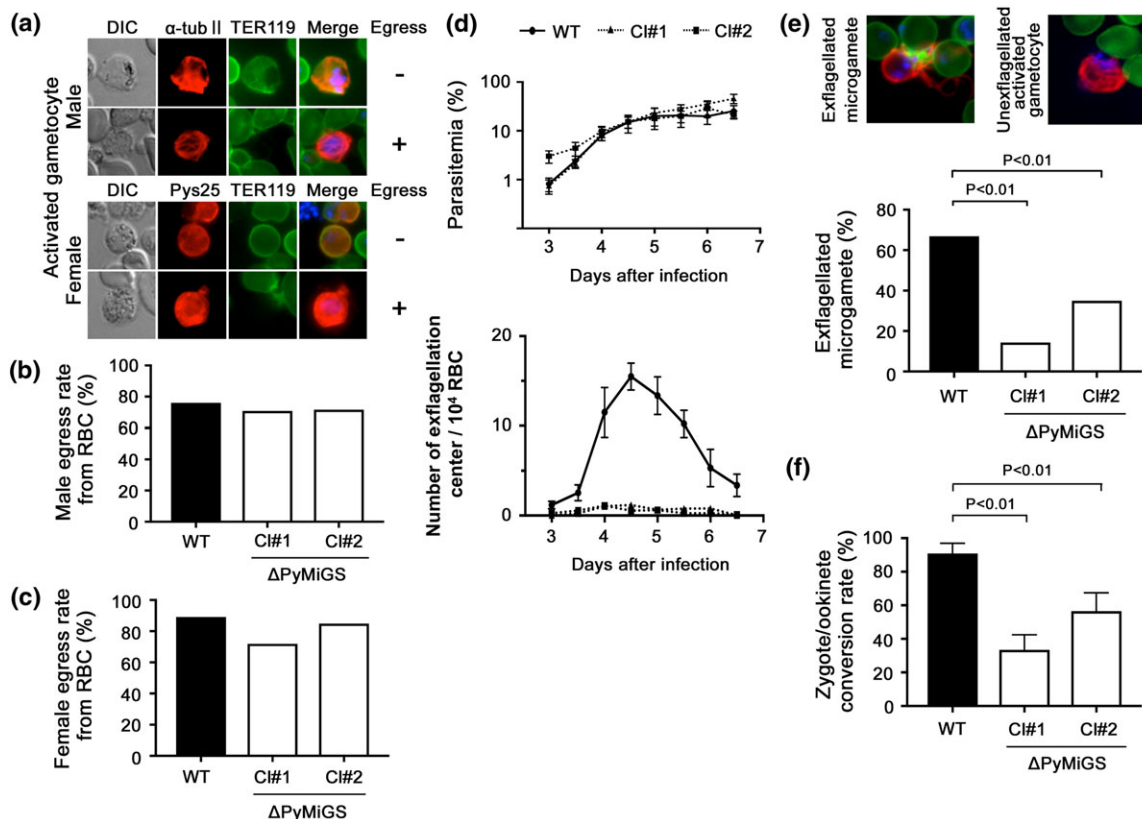 (a)
DIC α-tub II TER119 Merge Egress
Activated gametocyte
Male
-
+
DIC Pys25 TER119 Merge Egress
Female
-
+
(b)
Male egress rate
from RBC (%)
100
80
60
40
20
0
WT Cl#1 Cl#2
ΔPyMiGS
(c)
Female egress rate
from RBC (%)
100
80
60
40
20
0
WT Cl#1 Cl#2
ΔPyMiGS
(d)
WT Cl#1 Cl#2
Parasitemia (%)
100
10
1
3 4 5 6 7
Days after infection
Number of exflagellation
center / 10⁴ RBC
20
10
0
3 4 5 6 7
Days after infection
(e)
Exflagellated
microgamete
Unexflagellated
activated
gametocyte
P<0.01
P<0.01
Exflagellated
microgamete (%)
80
60
40
20
0
WT Cl#1 Cl#2
ΔPyMiGS
(f)
P<0.01
P<0.01
Zygote/ookinete
conversion rate (%)
100
80
60
40
20
0
WT Cl#1 Cl#2
ΔPyMiGS